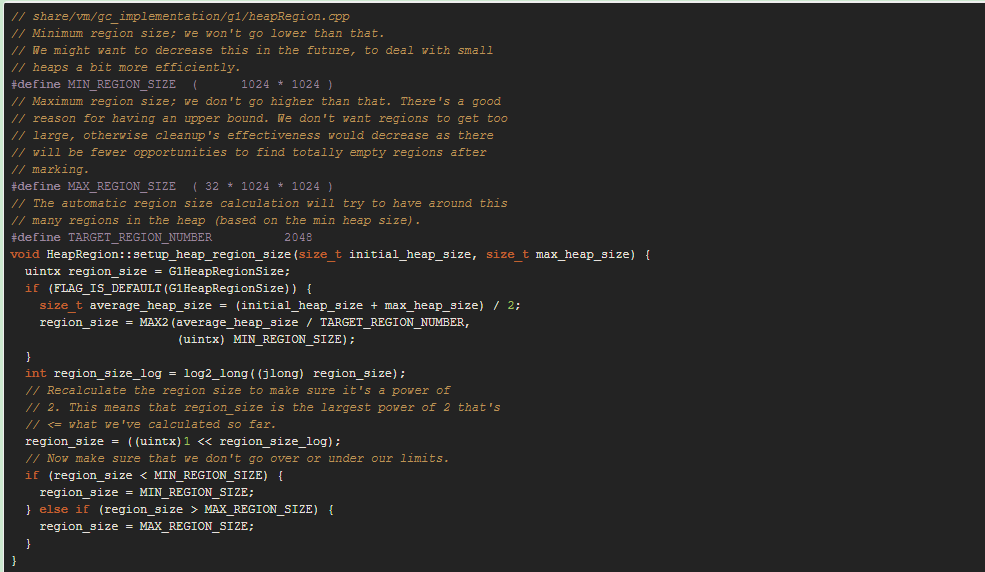 // share/vm/gc_implementation/g1/heapRegion.cpp
// Minimum region size; we won't go lower than that.
// We might want to decrease this in the future, to deal with small
// heaps a bit more efficiently.
#define MIN_REGION_SIZE  (      1024 * 1024 )
// Maximum region size; we don't go higher than that. There's a good
// reason for having an upper bound. We don't want regions to get too
// large, otherwise cleanup's effectiveness would decrease as there
// will be fewer opportunities to find totally empty regions after
// marking.
#define MAX_REGION_SIZE  ( 32 * 1024 * 1024 )
// The automatic region size calculation will try to have around this
// many regions in the heap (based on the min heap size).
#define TARGET_REGION_NUMBER          2048
void HeapRegion::setup_heap_region_size(size_t initial_heap_size, size_t max_heap_size) {
  uintx region_size = G1HeapRegionSize;
  if (FLAG_IS_DEFAULT(G1HeapRegionSize)) {
    size_t average_heap_size = (initial_heap_size + max_heap_size) / 2;
    region_size = MAX2(average_heap_size / TARGET_REGION_NUMBER,
                       (uintx) MIN_REGION_SIZE);
  }
  int region_size_log = log2_long((jlong) region_size);
  // Recalculate the region size to make sure it's a power of
  // 2. This means that region_size is the largest power of 2 that's
  // <= what we've calculated so far.
  region_size = ((uintx)1 << region_size_log);
  // Now make sure that we don't go over or under our limits.
  if (region_size < MIN_REGION_SIZE) {
    region_size = MIN_REGION_SIZE;
  } else if (region_size > MAX_REGION_SIZE) {
    region_size = MAX_REGION_SIZE;
  }
}